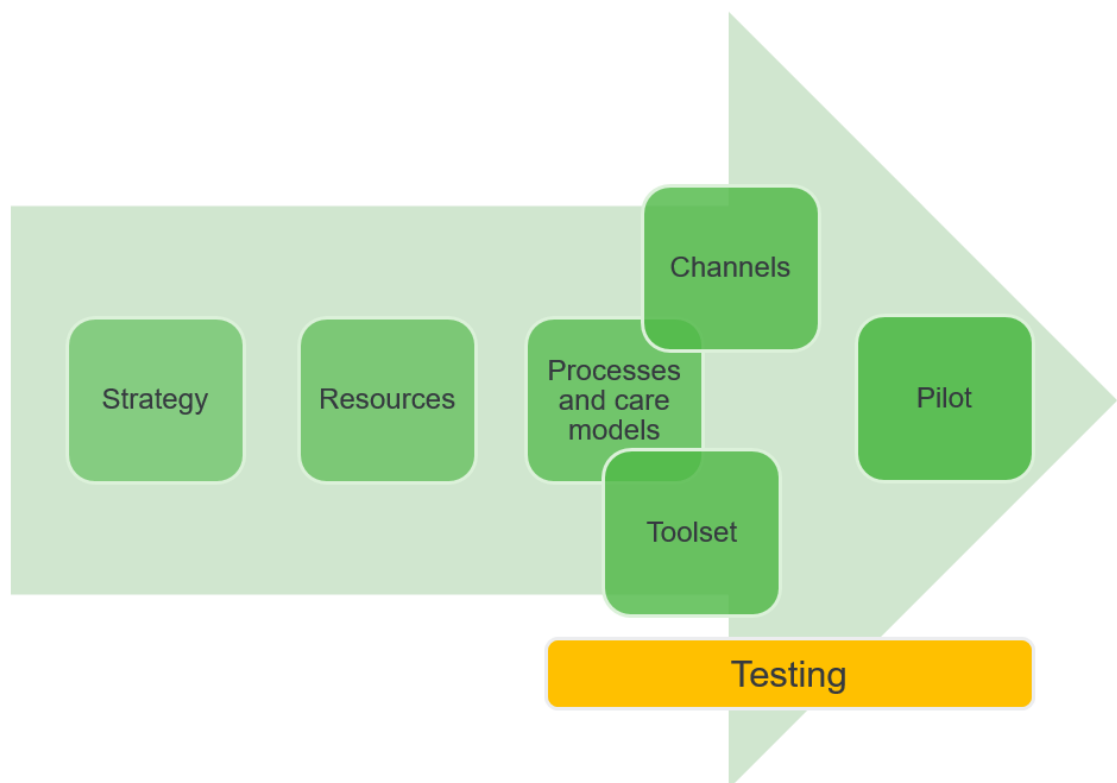 Channels
Strategy
Resources
Processes
and care
models
Pilot
Toolset
Testing